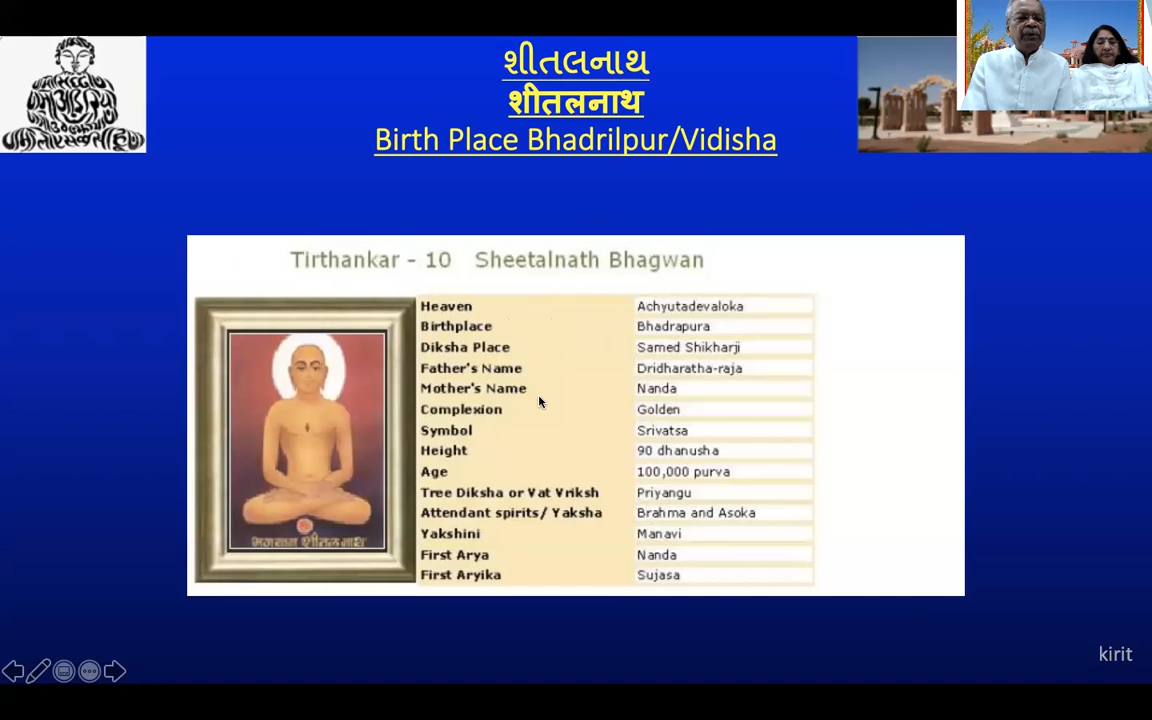 શીતલનાથ
शीतलनाथ
Birth Place Bhadrilpur/Vidisha
Tirthankar - 10 Sheetalnath Bhagwan
Heaven Achyutadevaloka
Birthplace Bhadrapura
Diksha Place Samed Shikharji
Father's Name Dridharatha-raja
Mother's Name Nanda
Complexion Golden
Symbol Srivatsa
Height 90 dhanusha
Age 100,000 purva
Tree Diksha or Vat Vriksh Priyangu
Attendant spirits/ Yaksha Brahma and Asoka
Yakshini Manavi
First Arya Nanda
First Aryika Sujasa
भगवान शीतलनाथ
kirit